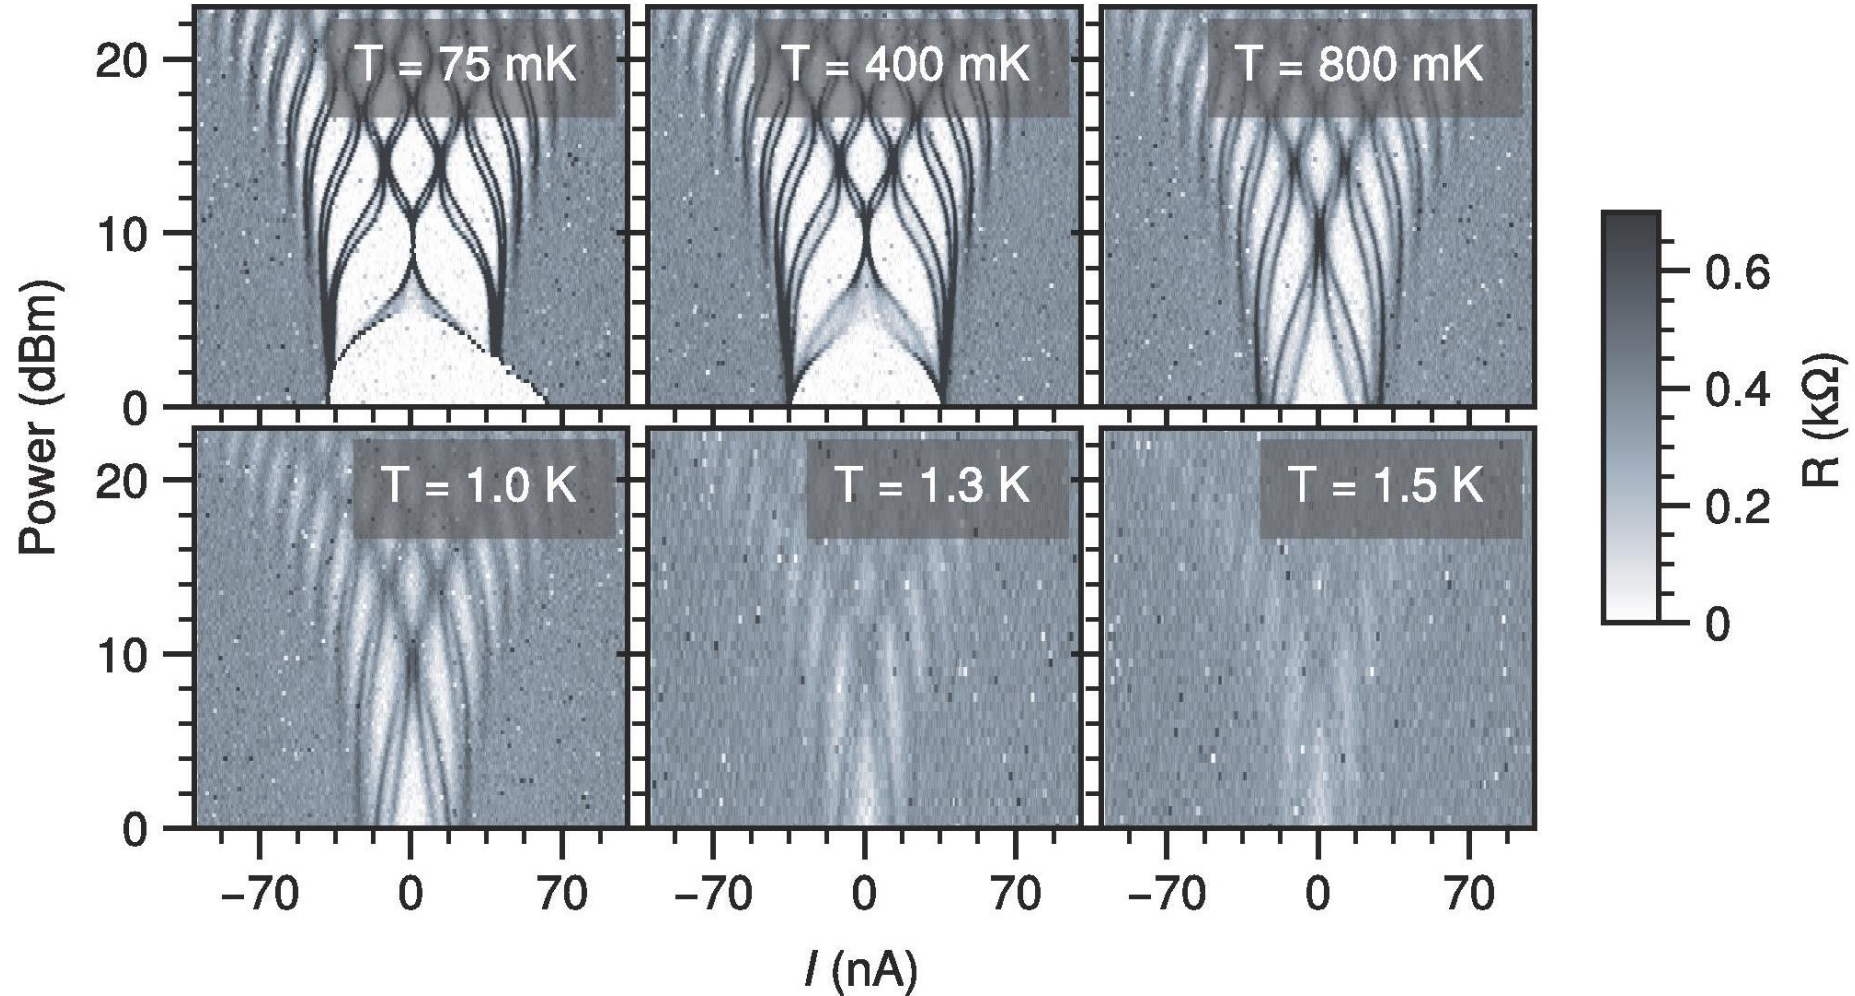 T = 75 mK
T = 400 mK
T = 800 mK
20
10
0
T = 1.0 K
T = 1.3 K
T = 1.5 K
20
10
0
Power (dBm)
−70 0 70
−70 0 70
−70 0 70
I (nA)
0.6
0.4
0.2
0
R (kΩ)